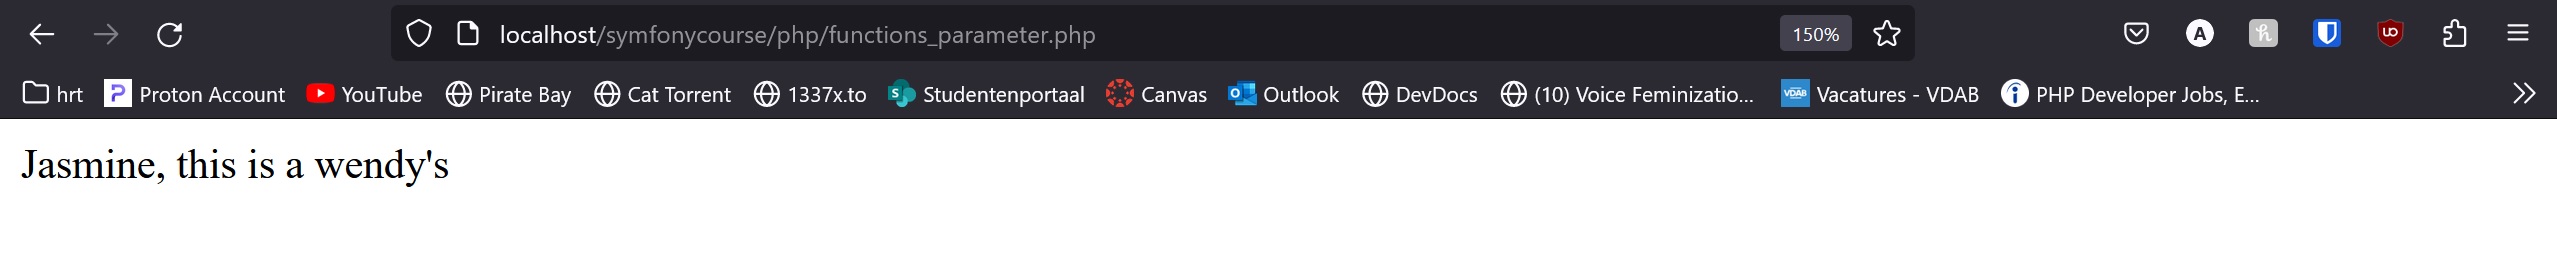 localhost/symfonycourse/php/functions_parameter.php 150%
hrt Proton Account YouTube Pirate Bay Cat Torrent 1337x.to Studentenportaal Canvas Outlook DevDocs (10) Voice Feminizatio... VDAB Vacatures - VDAB PHP Developer Jobs, E...
Jasmine, this is a wendy's